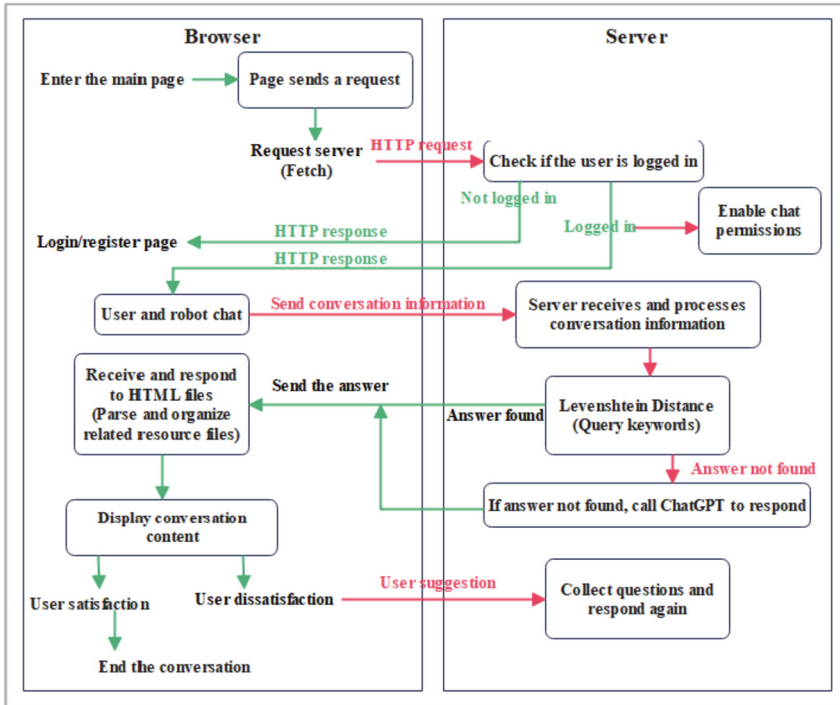 Browser
Server
Enter the main page
Page sends a request
Request server
(Fetch)
HTTP request
Check if the user is logged in
Not logged in
Logged in
Enable chat
permissions
HTTP response
Login/register page
HTTP response
User and robot chat
Send conversation information
Server receives and processes
conversation information
Receive and respond
to HTML files
(Parse and organize
related resource files)
Send the answer
Answer found
Levenshtein Distance
(Query keywords)
Answer not found
If answer not found, call ChatGPT to respond
Display conversation
content
User satisfaction
User dissatisfaction
User suggestion
Collect questions and
respond again
End the conversation